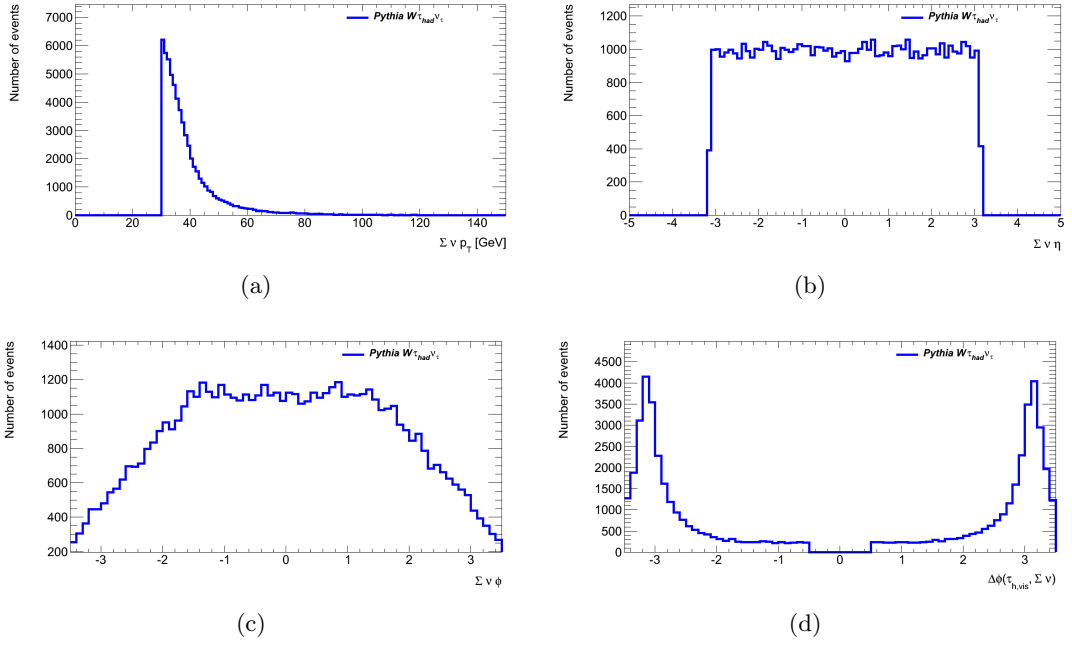 Number of events
7000
6000
5000
4000
3000
2000
1000
0
Pythia Wτ_had ν_τ
0 20 40 60 80 100 120 140
Σ ν p_T [GeV]
(a)
Number of events
1000
800
600
400
200
0
Pythia Wτ_had ν_τ
-5 -4 -3 -2 -1 0 1 2 3 4 5
Σ ν η
(b)
Number of events
1400
1200
1000
800
600
400
200
Pythia Wτ_had ν_τ
-3 -2 -1 0 1 2 3
Σ ν ϕ
(c)
Number of events
4500
4000
3500
3000
2500
2000
1500
1000
500
0
Pythia Wτ_had ν_τ
-3 -2 -1 0 1 2 3
Δϕ(τ_h,vis, Σ ν)
(d)